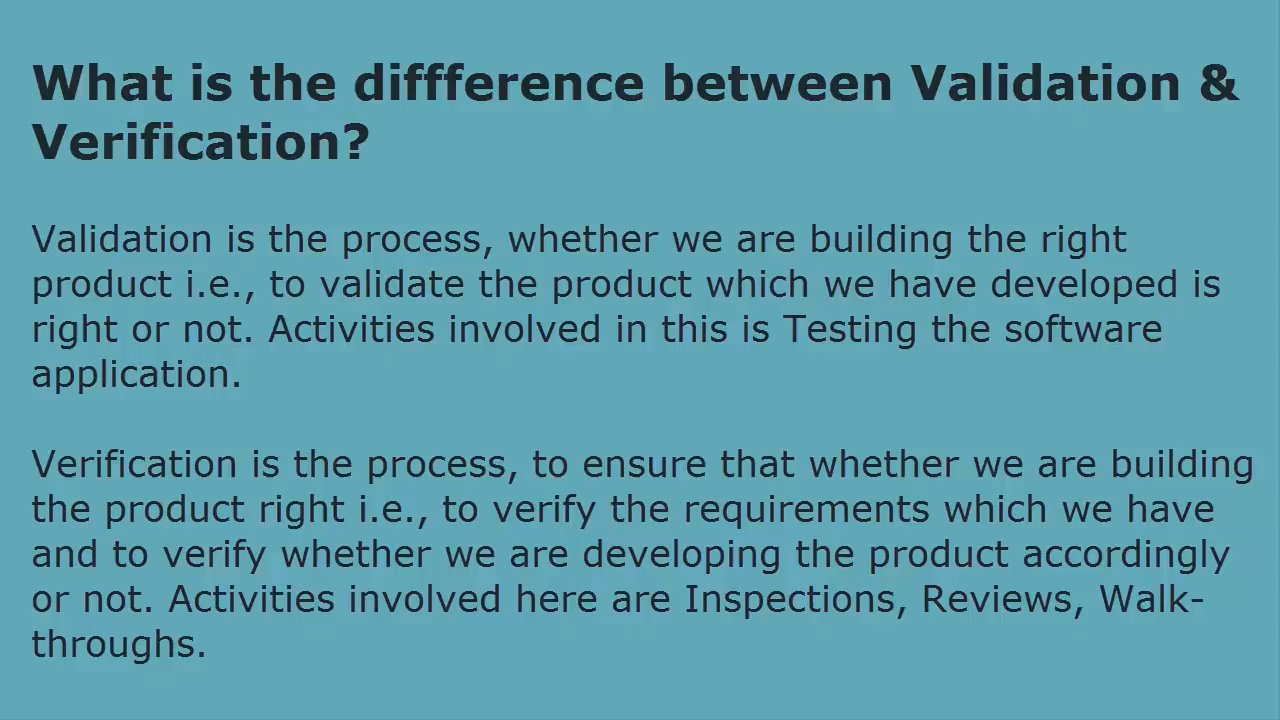 What is the diffference between Validation &
Verification?
Validation is the process, whether we are building the right
product i.e., to validate the product which we have developed is
right or not. Activities involved in this is Testing the software
application.
Verification is the process, to ensure that whether we are building
the product right i.e., to verify the requirements which we have
and to verify whether we are developing the product accordingly
or not. Activities involved here are Inspections, Reviews, Walk-
throughs.